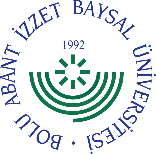 BOLU ABANT İZZET BAYSAL ÜNİVERSİTESİ
1992